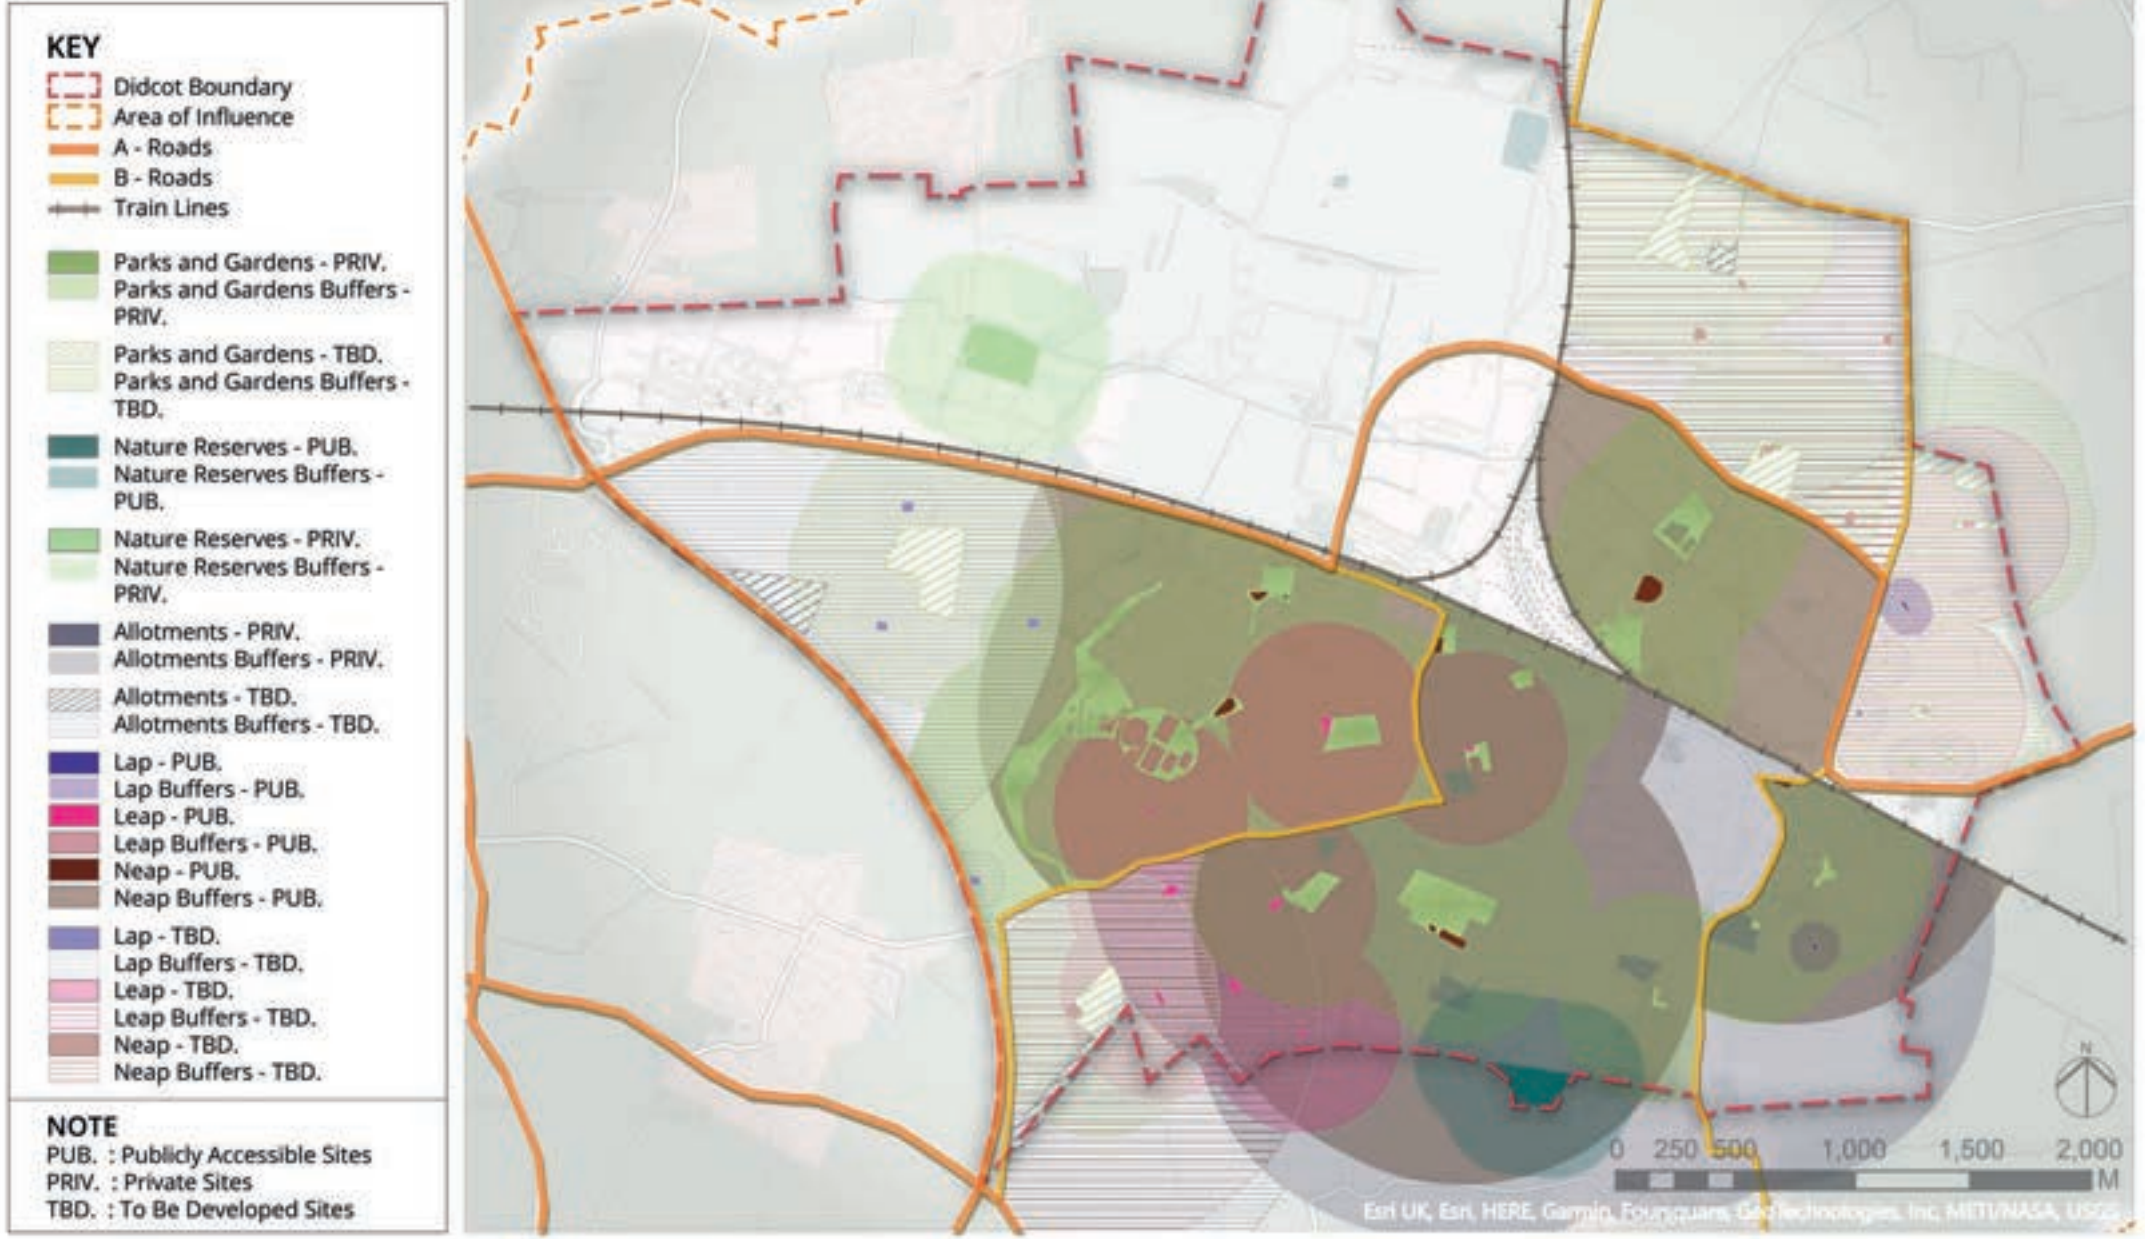 KEY
Didcot Boundary
Area of Influence
A - Roads
B - Roads
Train Lines
Parks and Gardens - PRIV.
Parks and Gardens Buffers -
PRIV.
Parks and Gardens - TBD.
Parks and Gardens Buffers -
TBD.
Nature Reserves - PUB.
Nature Reserves Buffers -
PUB.
Nature Reserves - PRIV.
Nature Reserves Buffers -
PRIV.
Allotments - PRIV.
Allotments Buffers - PRIV.
Allotments - TBD.
Allotments Buffers - TBD.
Lap - PUB.
Lap Buffers - PUB.
Leap - PUB.
Leap Buffers - PUB.
Neap - PUB.
Neap Buffers - PUB.
Lap - TBD.
Lap Buffers - TBD.
Leap - TBD.
Leap Buffers - TBD.
Neap - TBD.
Neap Buffers - TBD.
NOTE
PUB. : Publicly Accessible Sites
PRIV. : Private Sites
TBD. : To Be Developed Sites
N
0 250 500 1,000 1,500 2,000
M
Esri UK, Esri, HERE, Garmin, Foursquare, GeoTechnologies, Inc, METI/NASA, USGS